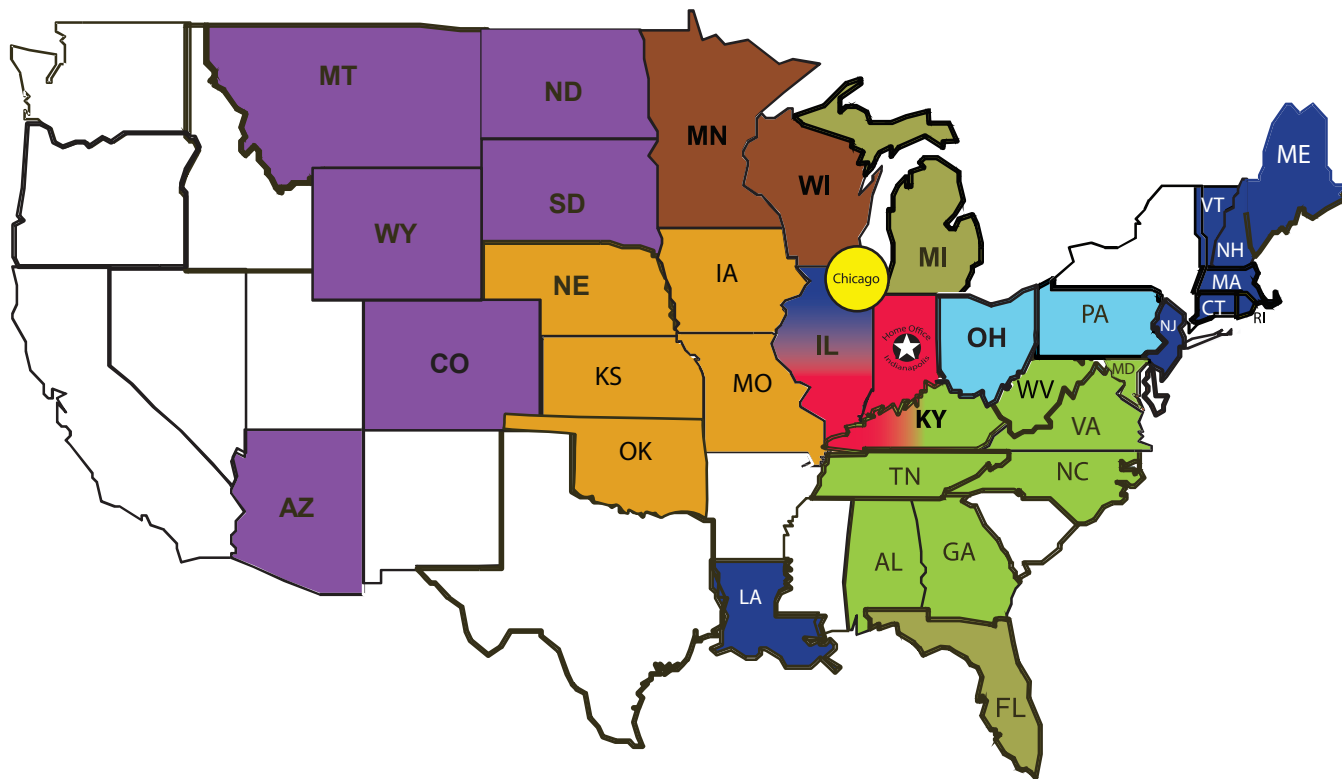 MT
ND
MN
ME
WI
VT
SD
WY
NH
MI
IA
Chicago
NE
MA
CT
RI
PA
NJ
Home Office
Indianapolis
IL
OH
CO
KS
MO
MD
WV
KY
VA
OK
TN
NC
AZ
GA
AL
LA
FL